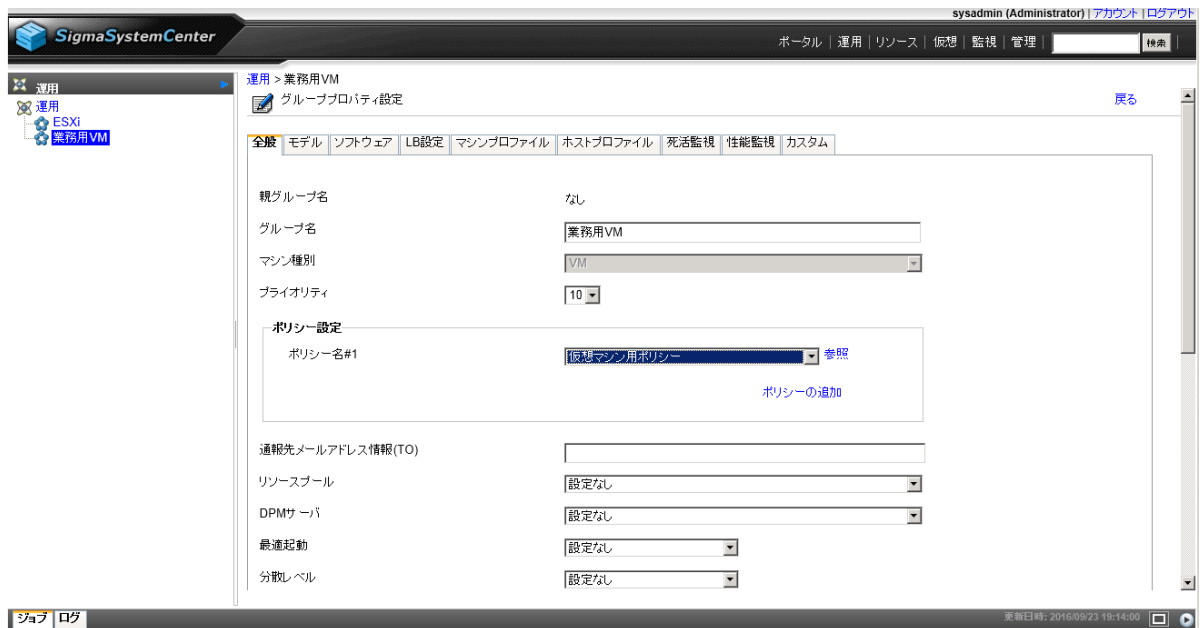 sysadmin (Administrator) | アカウント | ログアウト
SigmaSystemCenter
ポータル | 運用 | リソース | 仮想 | 監視 | 管理 | 検索
運用
運用
ESXi
業務用VM
運用 > 業務用VM
グループプロパティ設定
戻る
全般 モデル ソフトウェア LB設定 マシンプロファイル ホストプロファイル 死活監視 性能監視 カスタム
親グループ名 なし
グループ名 業務用VM
マシン種別 VM
プライオリティ 10
ポリシー設定
ポリシー名#1 仮想マシン用ポリシー 参照
ポリシーの追加
通報先メールアドレス情報(TO)
リソースプール 設定なし
DPMサーバ 設定なし
最適起動 設定なし
分散レベル 設定なし
ジョブ ログ
更新日時: 2016/09/23 19:14:00